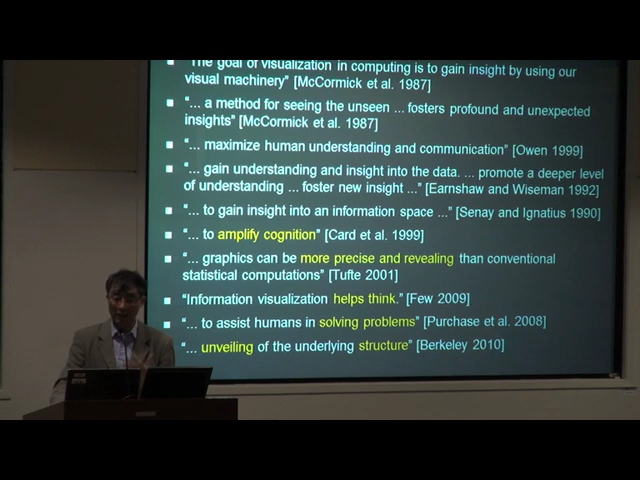 "The goal of visualization in computing is to gain insight by using our
visual machinery" [McCormick et al. 1987]
"... a method for seeing the unseen ... fosters profound and unexpected
insights" [McCormick et al. 1987]
"... maximize human understanding and communication" [Owen 1999]
"... gain understanding and insight into the data. ... promote a deeper level
of understanding ... foster new insight ..." [Earnshaw and Wiseman 1992]
"... to gain insight into an information space ..." [Senay and Ignatius 1990]
"... to amplify cognition" [Card et al. 1999]
"... graphics can be more precise and revealing than conventional
statistical computations" [Tufte 2001]
"Information visualization helps think." [Few 2009]
"... to assist humans in solving problems" [Purchase et al. 2008]
"... unveiling of the underlying structure" [Berkeley 2010]